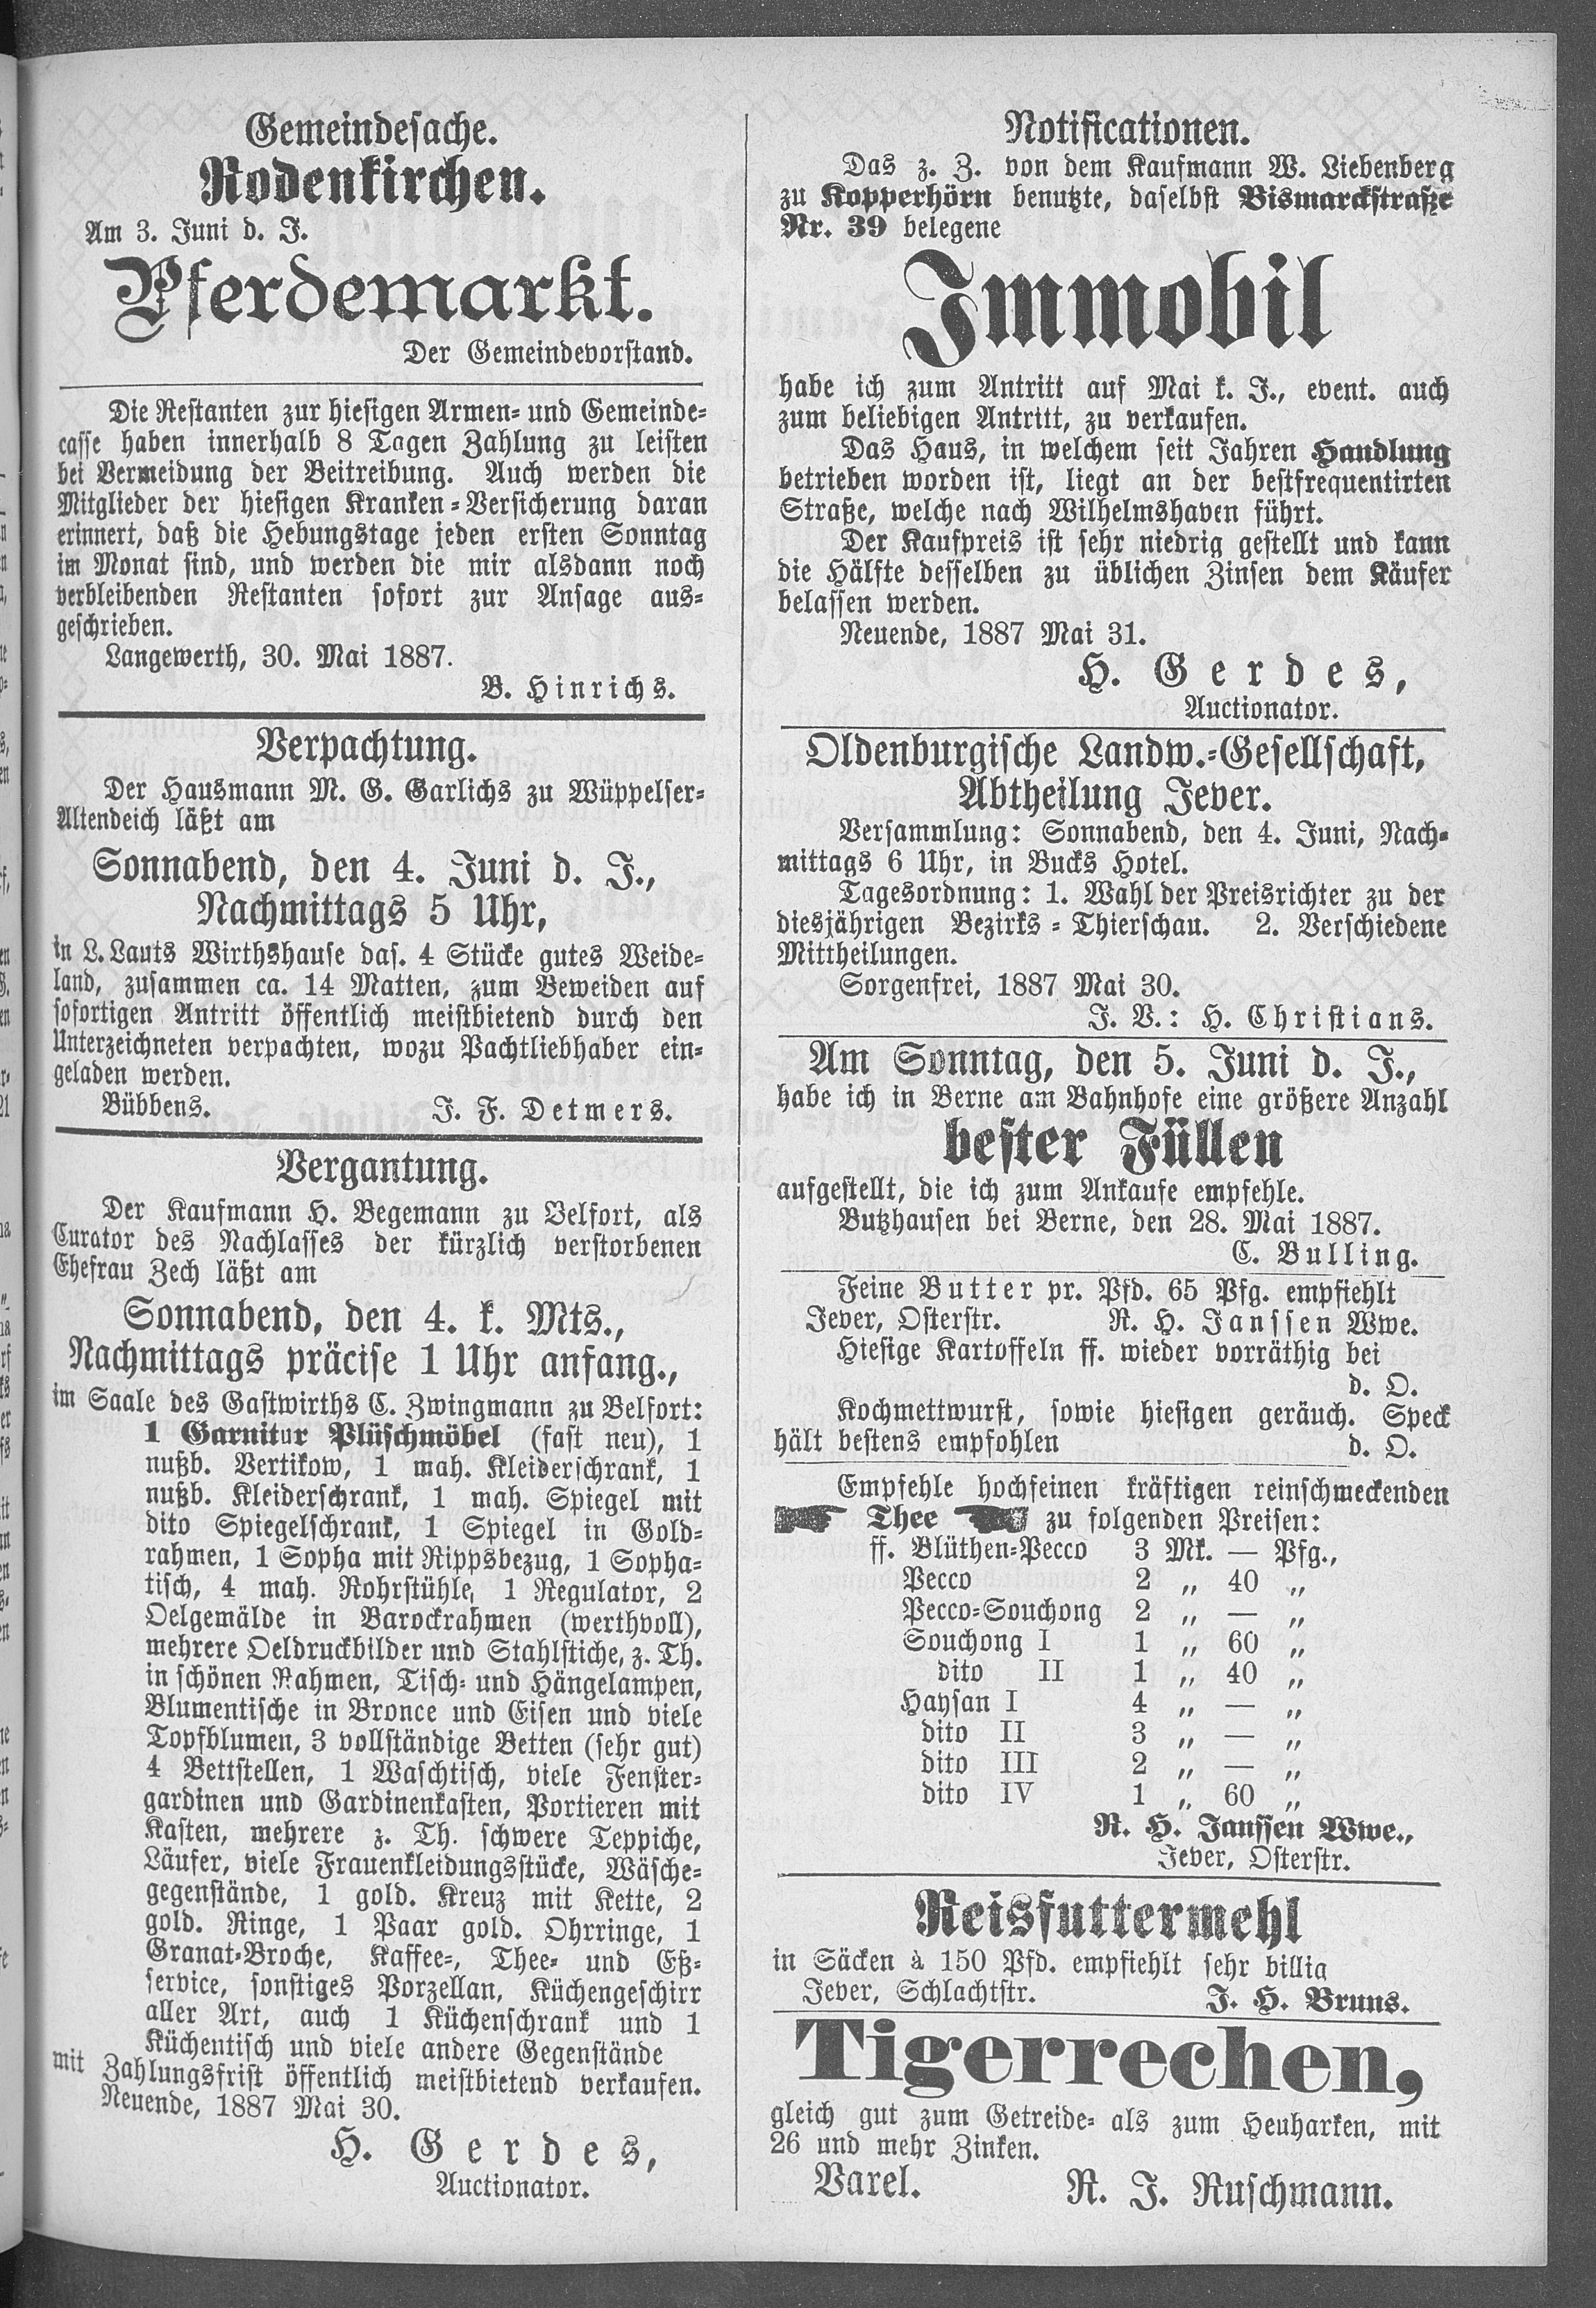 Gemeindesache.
Rodenkirchen.
Am 3. Juni d. J.
Pferdemarkt.
Der Gemeindevorstand.
Die Restanten zur hiesigen Armen- und Gemeinde-
casse haben innerhalb 8 Tagen Zahlung zu leisten
bei Vermeidung der Beitreibung. Auch werden die
Mitglieder der hiesigen Kranken-Versicherung daran
erinnert, daß die Hebungstage jeden ersten Sonntag
im Monat sind, und werden die mir alsdann noch
verbleibenden Restanten sofort zur Ansage aus-
geschrieben.
Langewerth, 30. Mai 1887.
B. Hinrichs.
Verpachtung.
Der Hausmann M. G. Garlichs zu Wüppelser-
Altendeich läßt am
Sonnabend, den 4. Juni d. J.,
Nachmittags 5 Uhr,
in L. Lauts Wirthshause das. 4 Stücke gutes Weide-
land, zusammen ca. 14 Matten, zum Beweiden auf
sofortigen Antritt öffentlich meistbietend durch den
Unterzeichneten verpachten, wozu Pachtliebhaber ein-
geladen werden.
Bübbens. J. F. Detmers.
Vergantung.
Der Kaufmann H. Begemann zu Belfort, als
Curator des Nachlasses der kürzlich verstorbenen
Ehefrau Zech läßt am
Sonnabend, den 4. k. Mts.,
Nachmittags präcise 1 Uhr anfang.,
im Saale des Gastwirths C. Zwingmann zu Belfort:
1 Garnitur Plüschmöbel (fast neu), 1
nußb. Vertikow, 1 mah. Kleiderschrank, 1
nußb. Kleiderschrank, 1 mah. Spiegel mit
dito Spiegelschrank, 1 Spiegel in Gold-
rahmen, 1 Sopha mit Rippsbezug, 1 Sopha-
tisch, 4 mah. Rohrstühle, 1 Regulator, 2
Oelgemälde in Barockrahmen (werthvoll),
mehrere Oeldruckbilder und Stahlstiche, z. Th.
in schönen Rahmen, Tisch- und Hängelampen,
Blumentische in Bronce und Eisen und viele
Topfblumen, 3 vollständige Betten (sehr gut)
4 Bettstellen, 1 Waschtisch, viele Fenster-
gardinen und Gardinenkasten, Portieren mit
Kasten, mehrere z. Th. schwere Teppiche,
Läufer, viele Frauenkleidungsstücke, Wäsche-
gegenstände, 1 gold. Kreuz mit Kette, 2
gold. Ringe, 1 Paar gold. Ohrringe, 1
Granat-Broche, Kaffee-, Thee- und Eß-
service, sonstiges Porzellan, Küchengeschirr
aller Art, auch 1 Küchenschrank und 1
Küchentisch und viele andere Gegenstände
mit Zahlungsfrist öffentlich meistbietend verkaufen.
Neuende, 1887 Mai 30.
H. Gerdes,
Auctionator.
Notificationen.
Das z. Z. von dem Kaufmann W. Liebenberg
zu Kopperhörn benutzte, daselbst Bismarckstraße
Nr. 39 belegene
Immobil
habe ich zum Antritt auf Mai k. J., event. auch
zum beliebigen Antritt, zu verkaufen.
Das Haus, in welchem seit Jahren Handlung
betrieben worden ist, liegt an der bestfrequentirten
Straße, welche nach Wilhelmshaven führt.
Der Kaufpreis ist sehr niedrig gestellt und kann
die Hälfte desselben zu üblichen Zinsen dem Käufer
belassen werden.
Neuende, 1887 Mai 31.
H. Gerdes,
Auctionator.
Oldenburgische Landw.-Gesellschaft,
Abtheilung Jever.
Versammlung: Sonnabend, den 4. Juni, Nach-
mittags 6 Uhr, in Bucks Hotel.
Tagesordnung: 1. Wahl der Preisrichter zu der
diesjährigen Bezirks-Thierschau. 2. Verschiedene
Mittheilungen.
Sorgenfrei, 1887 Mai 30.
J. V.: H. Christians.
Am Sonntag, den 5. Juni d. J.,
habe ich in Berne am Bahnhofe eine größere Anzahl
bester Füllen
aufgestellt, die ich zum Ankaufe empfehle.
Butzhausen bei Berne, den 28. Mai 1887.
C. Bulling.
Feine Butter pr. Pfd. 65 Pfg. empfiehlt
Jever, Osterstr. R. H. Janssen Wwe.
Hiesige Kartoffeln ff. wieder vorräthig bei
d. O.
Kochmettwurst, sowie hiesigen geräuch. Speck
hält bestens empfohlen d. O.
Empfehle hochfeinen kräftigen reinschmeckenden
Thee zu folgenden Preisen:
ff. Blüthen-Pecco 3 Mk. — Pfg.,
Pecco 2 „ 40 „
Pecco-Souchong 2 „ — „
Souchong I 1 „ 60 „
dito II 1 „ 40 „
Haysan I 4 „ — „
dito II 3 „ — „
dito III 2 „ — „
dito IV 1 „ 60 „
R. H. Janssen Wwe.,
Jever, Osterstr.
Reisfuttermehl
in Säcken à 150 Pfd. empfiehlt sehr billig
Jever, Schlachtstr. J. H. Bruns.
Tigerrechen,
gleich gut zum Getreide- als zum Heuharken, mit
26 und mehr Zinken.
Varel. R. J. Ruschmann.